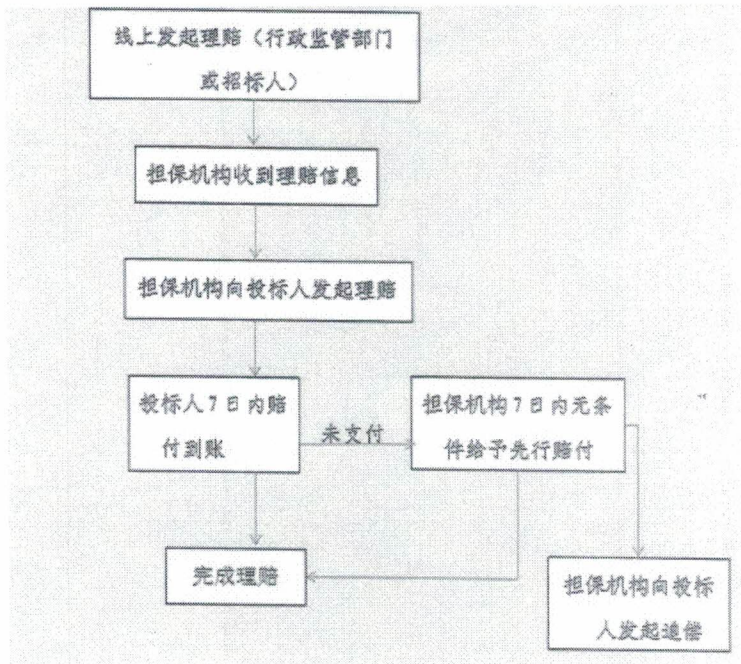 线上发起理赔（行政监管部门
或招标人）
担保机构收到理赔信息
担保机构向投标人发起理赔
投标人7日内赔
付到账
未支付
担保机构7日内无条
件给予先行赔付
完成理赔
担保机构向投标
人发起追偿